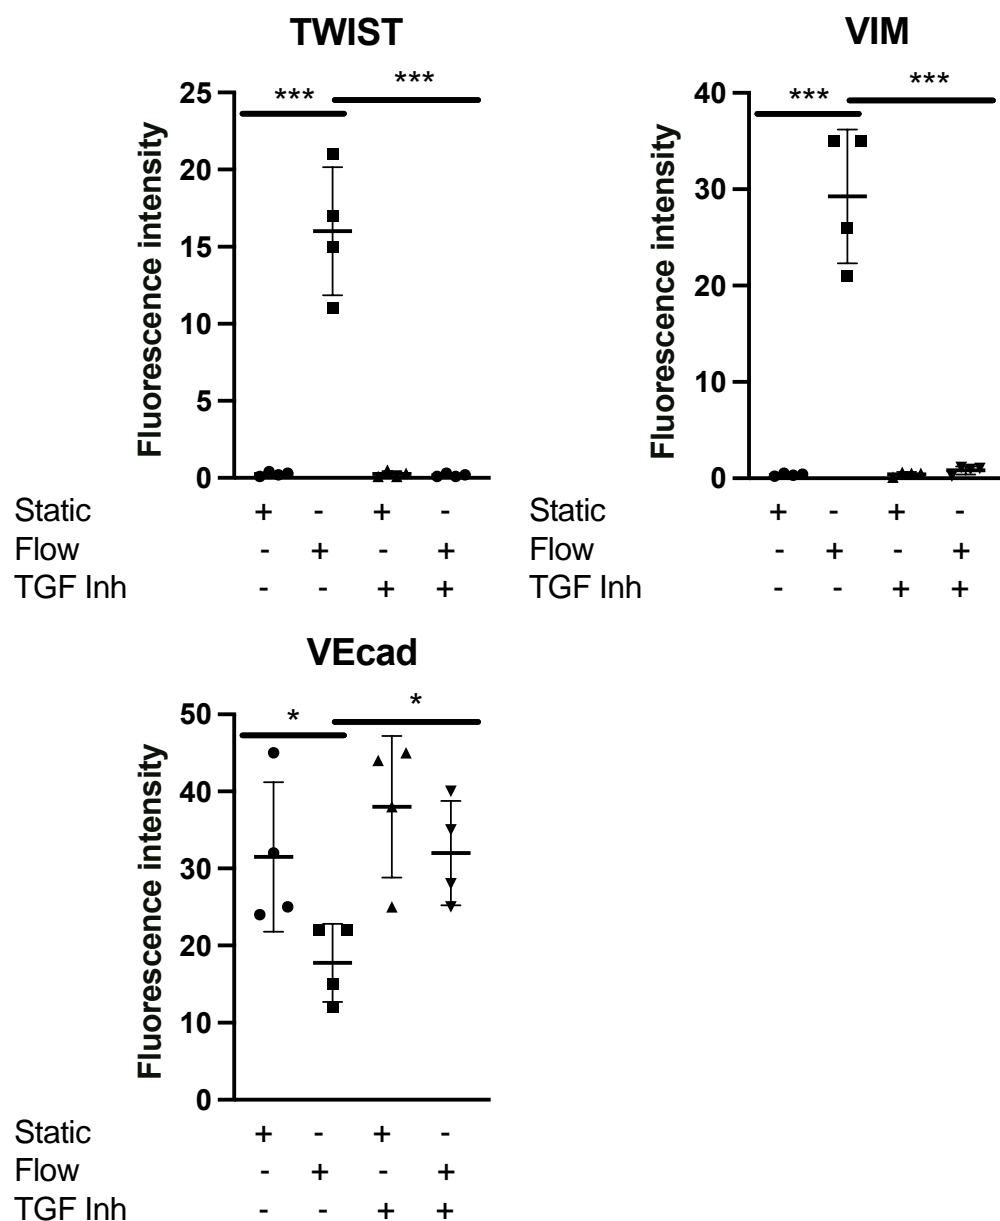 TWIST
*** ***
Fluorescence intensity
25
20
15
10
5
0
Static + - + -
Flow - + - +
TGF Inh - - + +
VIM
*** ***
Fluorescence intensity
40
30
20
10
0
Static + - + -
Flow - + - +
TGF Inh - - + +
VEcad
* *
Fluorescence intensity
50
40
30
20
10
0
Static + - + -
Flow - + - +
TGF Inh - - + +